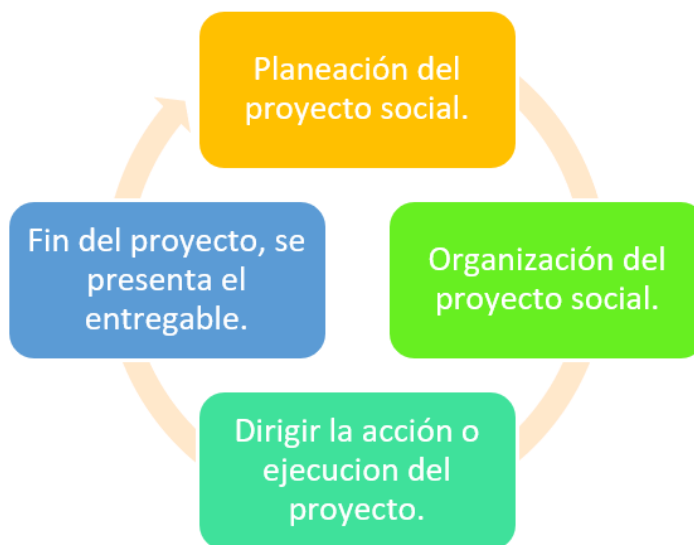 Planeación del
proyecto social.
Organización del
proyecto social.
Dirigir la acción o
ejecucion del
proyecto.
Fin del proyecto, se
presenta el
entregable.